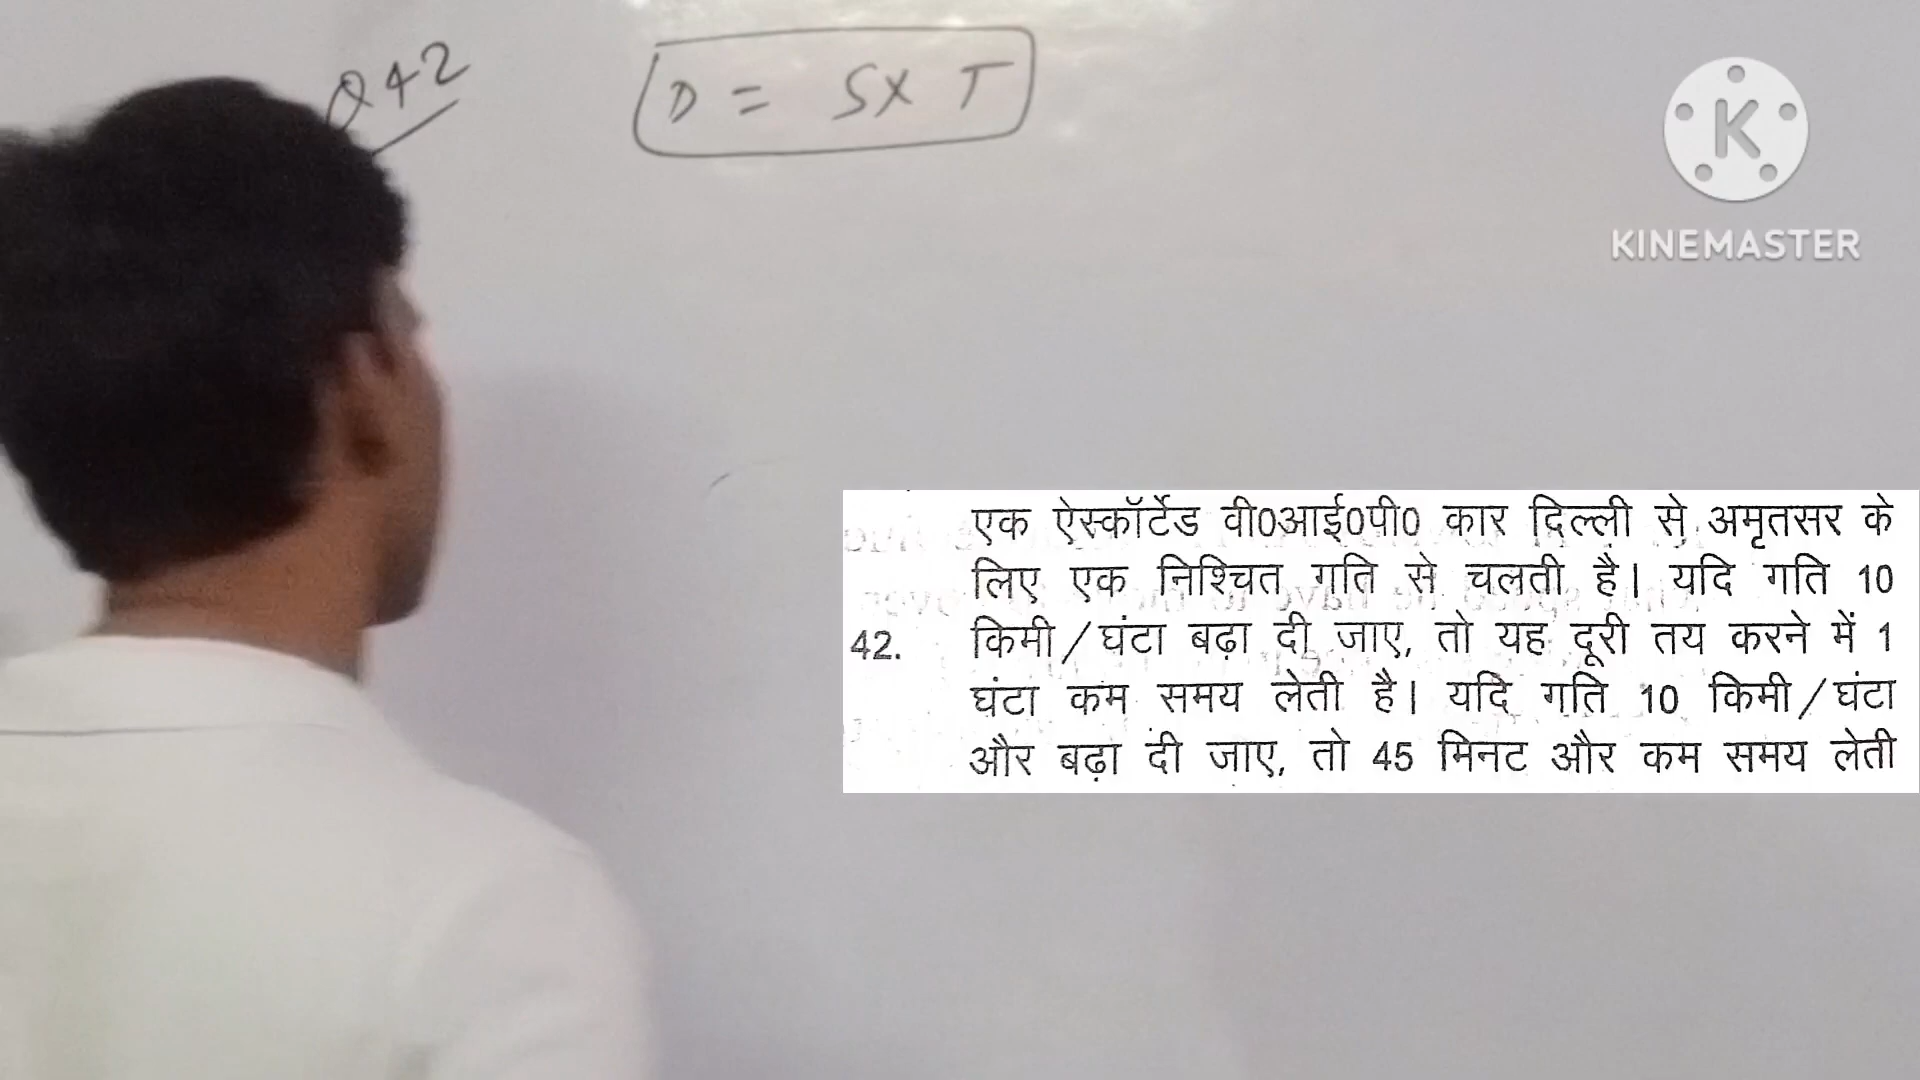 Q 42
D = S X T
K
KINEMASTER
एक ऐस्कॉर्टेड वी0आई0पी0 कार दिल्ली से अमृतसर के
लिए एक निश्चित गति से चलती है। यदि गति 10
42. किमी/घंटा बढ़ा दी जाए, तो यह दूरी तय करने में 1
घंटा कम समय लेती है। यदि गति 10 किमी/घंटा
और बढ़ा दी जाए, तो 45 मिनट और कम समय लेती